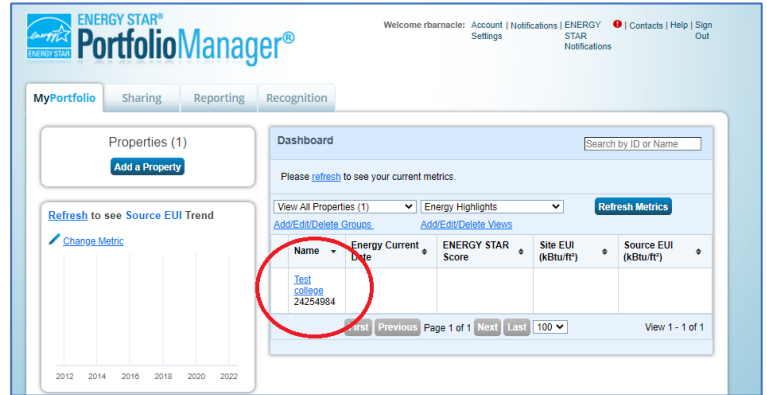 ENERGY STAR®
PortfolioManager®
energy
ENERGY STAR
Welcome rbarnacle: Account Settings | Notifications | ENERGY STAR Notifications | Contacts | Help | Sign Out
MyPortfolio Sharing Reporting Recognition
Properties (1)
Add a Property
Refresh to see Source EUI Trend
Change Metric
2012 2014 2016 2018 2020 2022
Dashboard
Search by ID or Name
Please refresh to see your current metrics.
View All Properties (1) Energy Highlights Refresh Metrics
Add/Edit/Delete Groups Add/Edit/Delete Views
Name Energy Current Date ENERGY STAR Score Site EUI (kBtu/ft²) Source EUI (kBtu/ft²)
Test
college
24254984
First Previous Page 1 of 1 Next Last 100 View 1 - 1 of 1